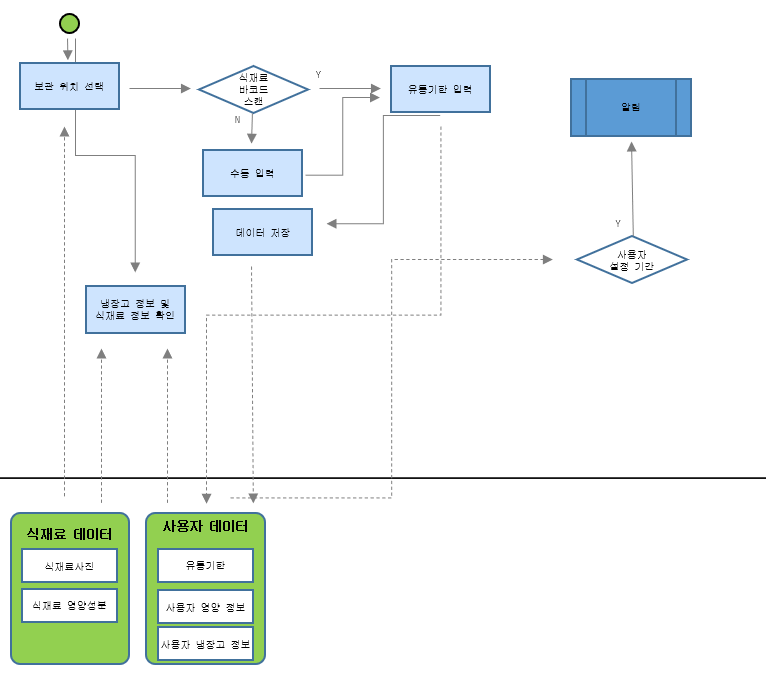 보관 위치 선택
식재료
바코드
스캔
Y
유통기한 입력
알림
N
수동 입력
데이터 저장
Y
사용자
설정 기간
냉장고 정보 및
식재료 정보 확인
식재료 데이터
식재료사진
식재료 영양성분
사용자 데이터
유통기한
사용자 영양 정보
사용자 냉장고 정보